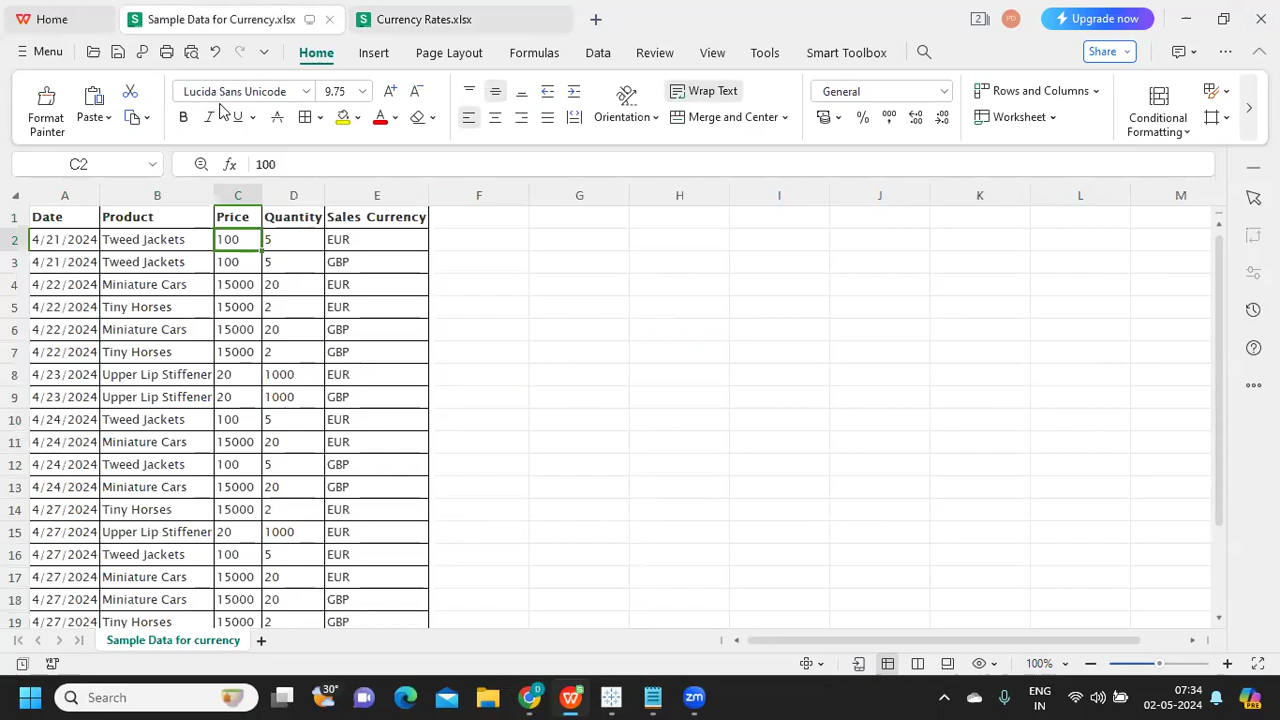 Home Sample Data for Currency.xlsx Currency Rates.xlsx 2 PD Upgrade now
Menu Home Insert Page Layout Formulas Data Review View Tools Smart Toolbox Share
Format Painter Paste Lucida Sans Unicode 9.75 Wrap Text General Rows and Columns
B I U A Orientation Merge and Center Worksheet Conditional Formatting
C2 fx 100
A B C D E F G H I J K L M
1 Date Product Price Quantity Sales Currency
2 4/21/2024 Tweed Jackets 100 5 EUR
3 4/21/2024 Tweed Jackets 100 5 GBP
4 4/22/2024 Miniature Cars 15000 20 EUR
5 4/22/2024 Tiny Horses 15000 2 EUR
6 4/22/2024 Miniature Cars 15000 20 GBP
7 4/22/2024 Tiny Horses 15000 2 GBP
8 4/23/2024 Upper Lip Stiffener 20 1000 EUR
9 4/23/2024 Upper Lip Stiffener 20 1000 GBP
10 4/24/2024 Tweed Jackets 100 5 EUR
11 4/24/2024 Miniature Cars 15000 20 EUR
12 4/24/2024 Tweed Jackets 100 5 GBP
13 4/24/2024 Miniature Cars 15000 20 GBP
14 4/27/2024 Tiny Horses 15000 2 EUR
15 4/27/2024 Upper Lip Stiffener 20 1000 EUR
16 4/27/2024 Tweed Jackets 100 5 EUR
17 4/27/2024 Miniature Cars 15000 20 EUR
18 4/27/2024 Miniature Cars 15000 20 GBP
19 4/27/2024 Tiny Horses 15000 2 GBP
Sample Data for currency
100%
Search 30° ENG 07:34
IN 02-05-2024